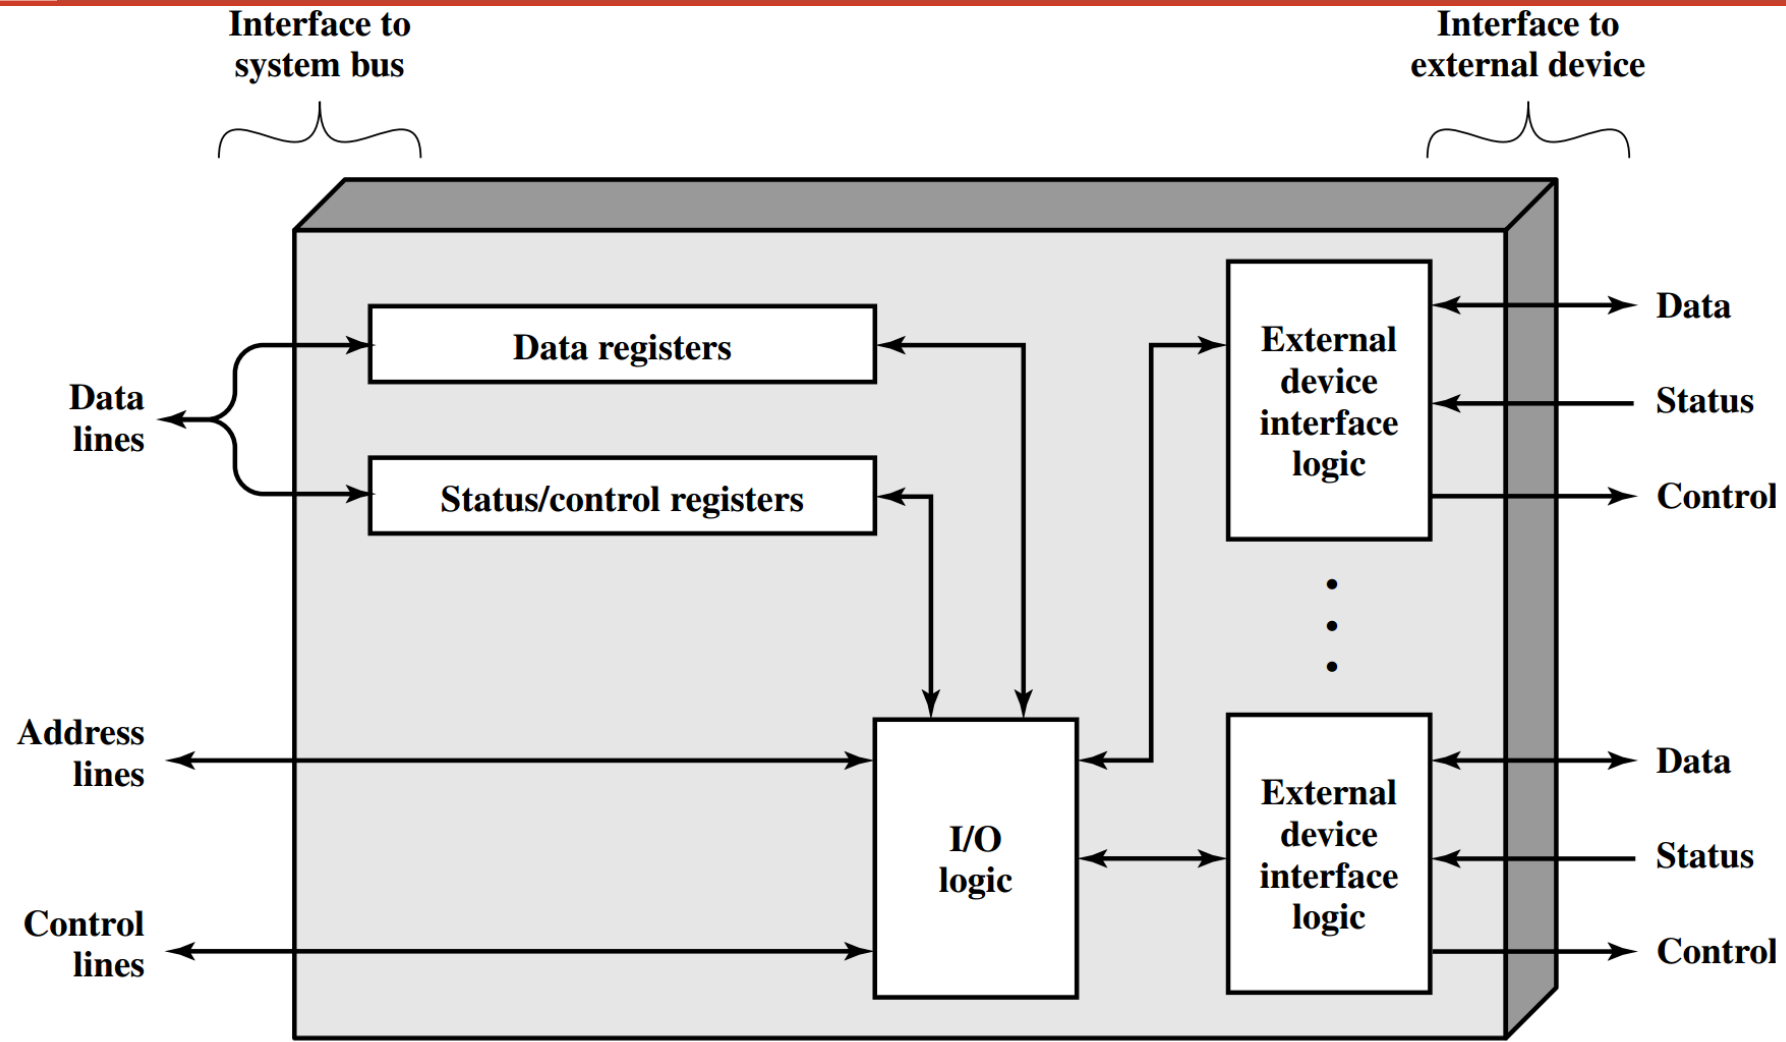 Interface to
system bus
Interface to
external device
Data registers
Status/control registers
Data
lines
Address
lines
Control
lines
I/O
logic
External
device
interface
logic
Data
Status
Control
External
device
interface
logic
Data
Status
Control